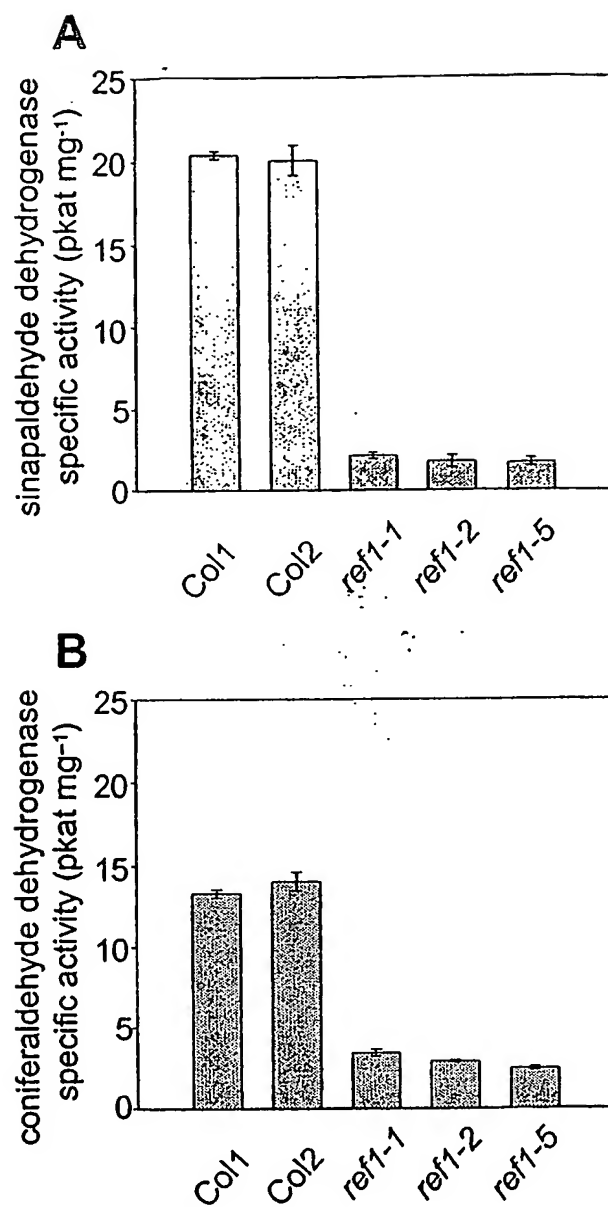 A
sinapaldehyde dehydrogenase
specific activity (pkat mg⁻¹)
25
20
15
10
5
0
Col1
Col2
ref1-1
ref1-2
ref1-5
B
coniferaldehyde dehydrogenase
specific activity (pkat mg⁻¹)
25
20
15
10
5
0
Col1
Col2
ref1-1
ref1-2
ref1-5